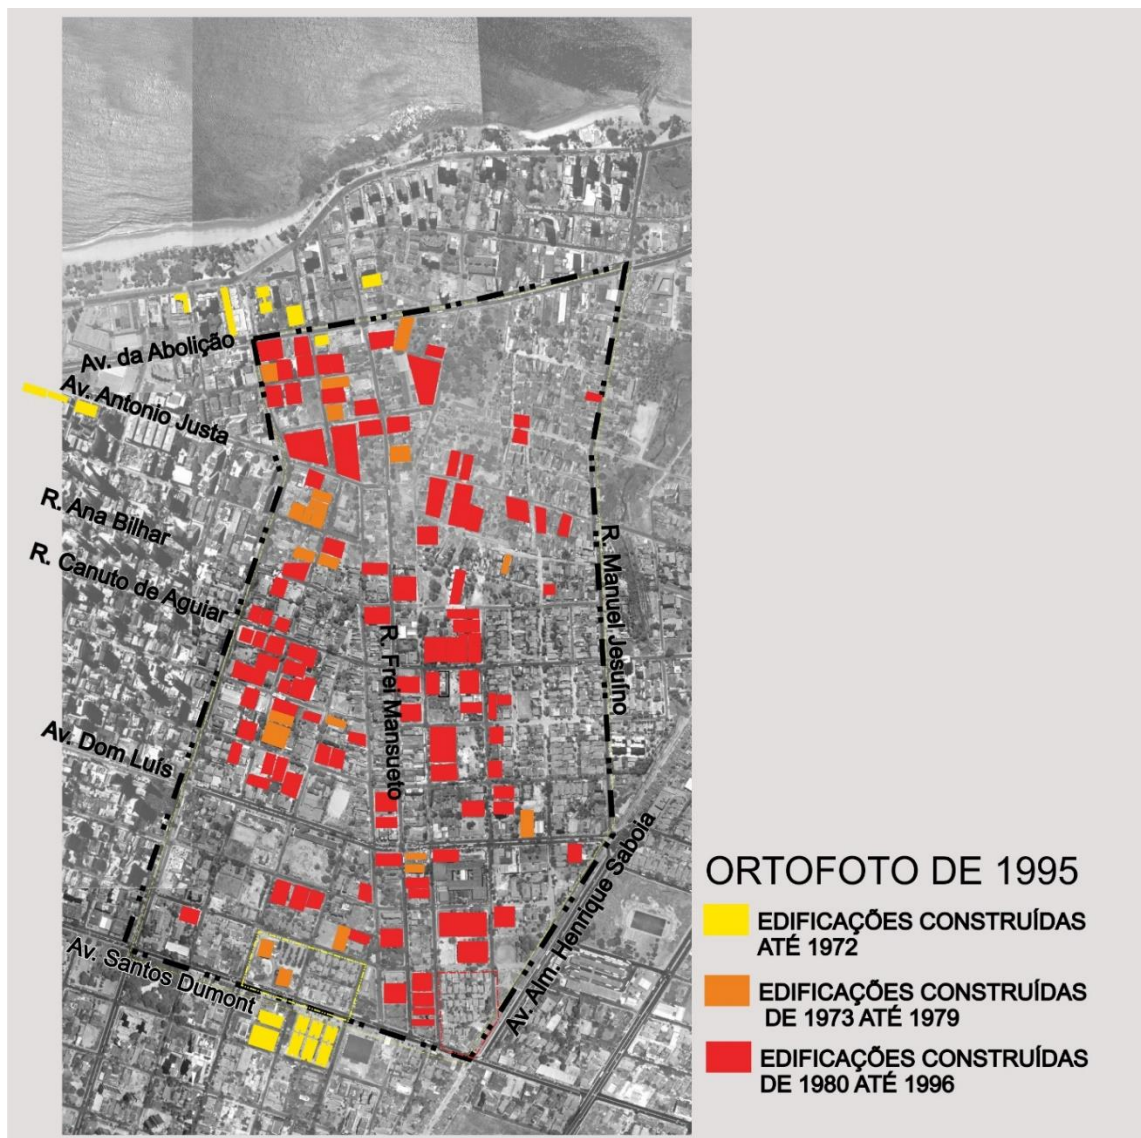 Av. da Abolição
Av. Antonio Justa
R. Ana Bilhar
R. Canuto de Aguiar
R. Manuel Jesuíno
R. Frei Mansueto
Av. Dom Luís
Av. Alm. Henrique Saboia
Av. Santos Dumont
ORTOFOTO DE 1995
EDIFICAÇÕES CONSTRUÍDAS
ATÉ 1972
EDIFICAÇÕES CONSTRUÍDAS
DE 1973 ATÉ 1979
EDIFICAÇÕES CONSTRUÍDAS
DE 1980 ATÉ 1996